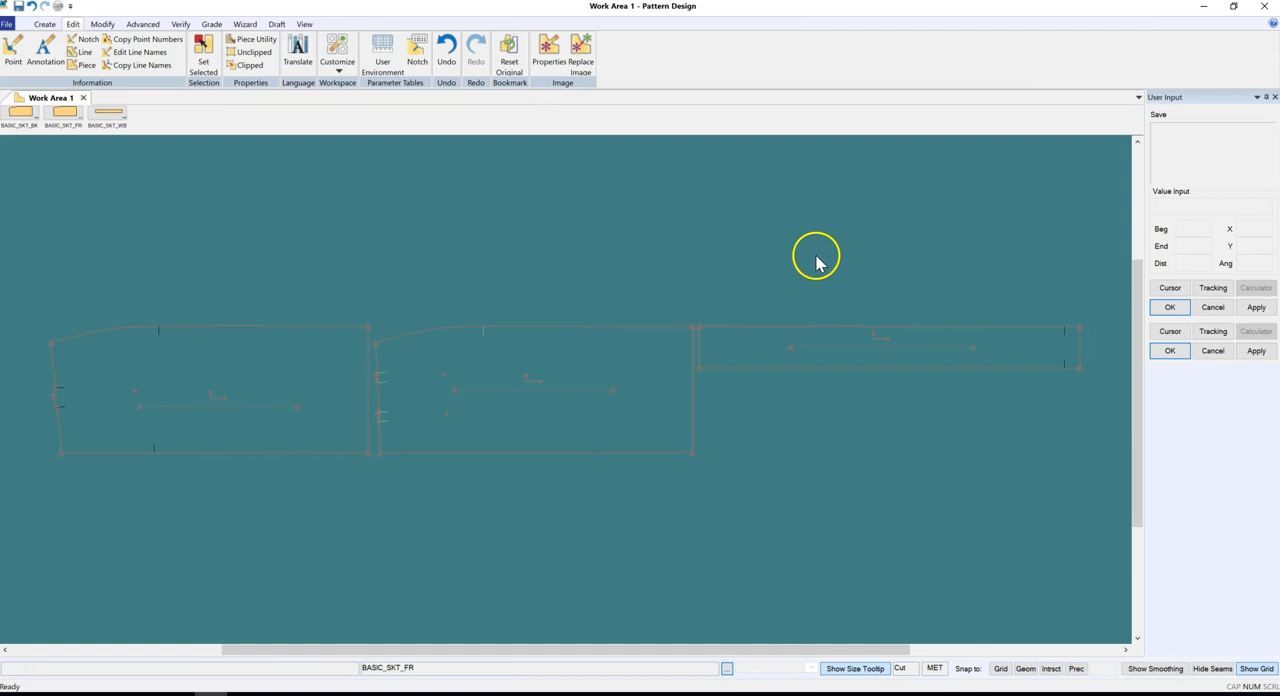 Work Area 1 - Pattern Design
File Create Edit Modify Advanced Verify Grade Wizard Draft View
Point Annotation Notch Copy Point Numbers
Line Edit Line Names
Piece Copy Line Names
Set Selected
Piece Utility
Unclipped
Clipped
Translate
Customize
User Environment
Notch
Undo
Redo
Reset Original
Properties
Replace Image
Information Selection Properties Language Workspace Parameter Tables Undo Redo Bookmark Image
Work Area 1
BASIC_SKT_BK BASIC_SKT_FR BASIC_SKT_WB
User Input
Save
Value Input
Beg X
End Y
Dist Ang
Cursor Tracking Calculator
OK Cancel Apply
Cursor Tracking Calculator
OK Cancel Apply
BASIC_SKT_FR ... Show Size Tooltip Cut MET Snap to: Grid Geom Intrsct Prec Show Smoothing Hide Seams Show Grid
Ready CAP NUM SCRL